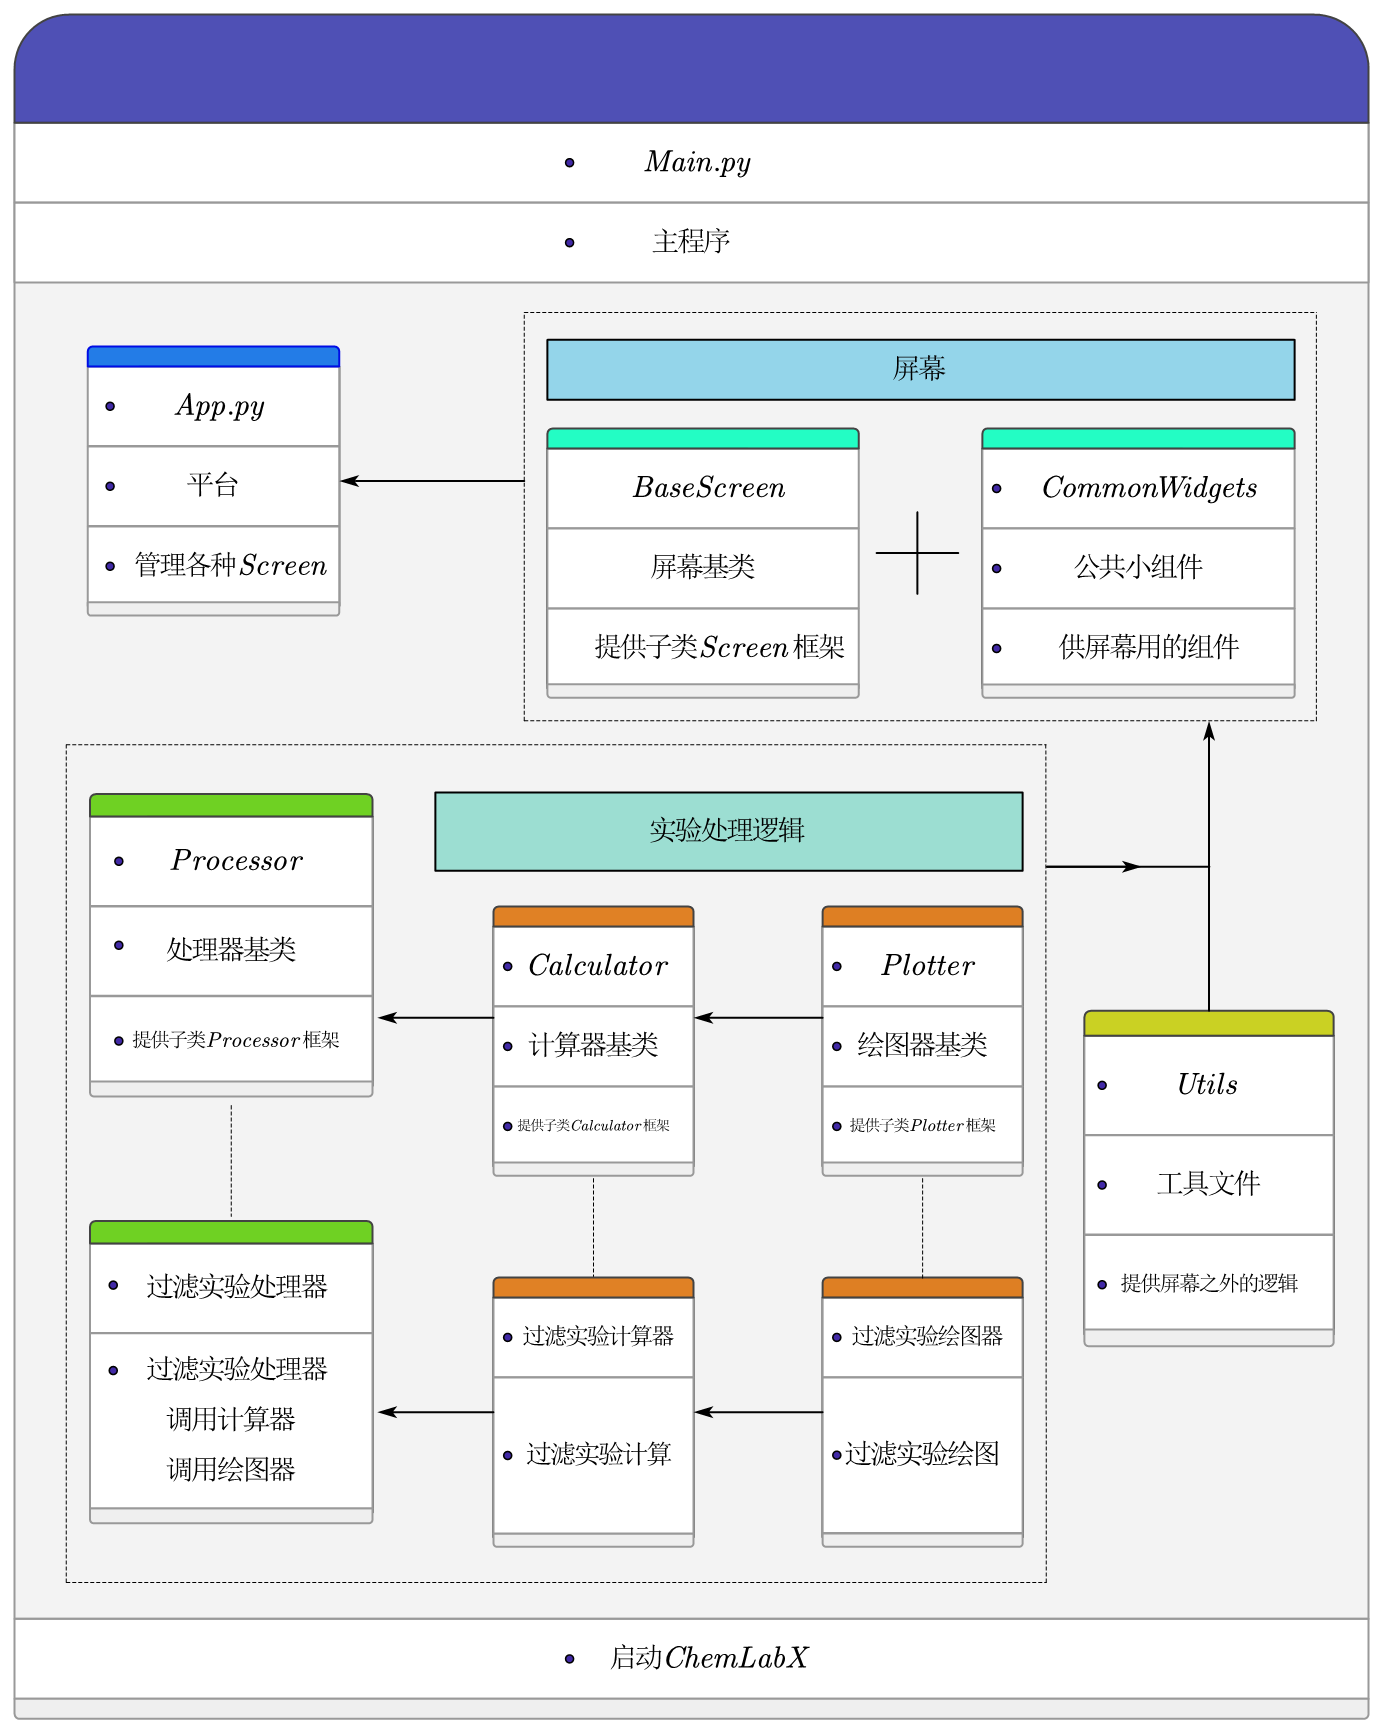 Main.py
主程序
屏幕
App.py
平台
管理各种Screen
BaseScreen
屏幕基类
提供子类Screen框架
CommonWidgets
公共小组件
供屏幕用的组件
实验处理逻辑
Processor
处理器基类
提供子类Processor框架
Calculator
计算器基类
提供子类Calculator框架
Plotter
绘图器基类
提供子类Plotter框架
Utils
工具文件
提供屏幕之外的逻辑
过滤实验处理器
过滤实验处理器
调用计算器
调用绘图器
过滤实验计算器
过滤实验计算
过滤实验绘图器
过滤实验绘图
启动ChemLabX